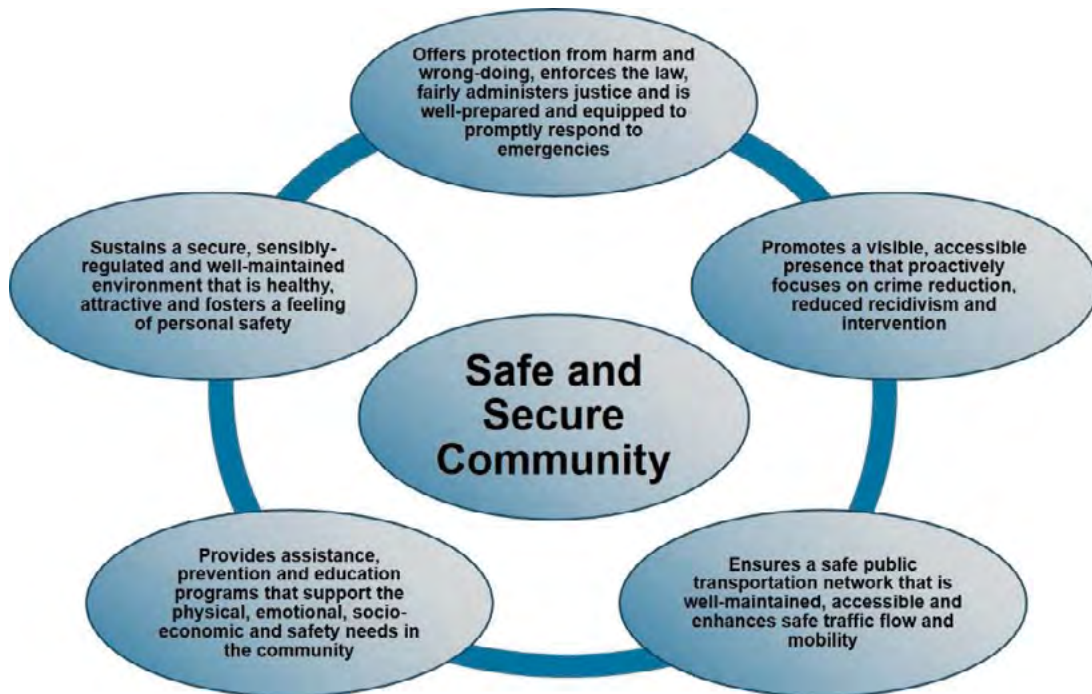 Offers protection from harm and
wrong-doing, enforces the law,
fairly administers justice and is
well-prepared and equipped to
promptly respond to
emergencies
Sustains a secure, sensibly-
regulated and well-maintained
environment that is healthy,
attractive and fosters a feeling
of personal safety
Promotes a visible, accessible
presence that proactively
focuses on crime reduction,
reduced recidivism and
intervention
Safe and
Secure
Community
Provides assistance,
prevention and education
programs that support the
physical, emotional, socio-
economic and safety needs in
the community
Ensures a safe public
transportation network that is
well-maintained, accessible and
enhances safe traffic flow and
mobility